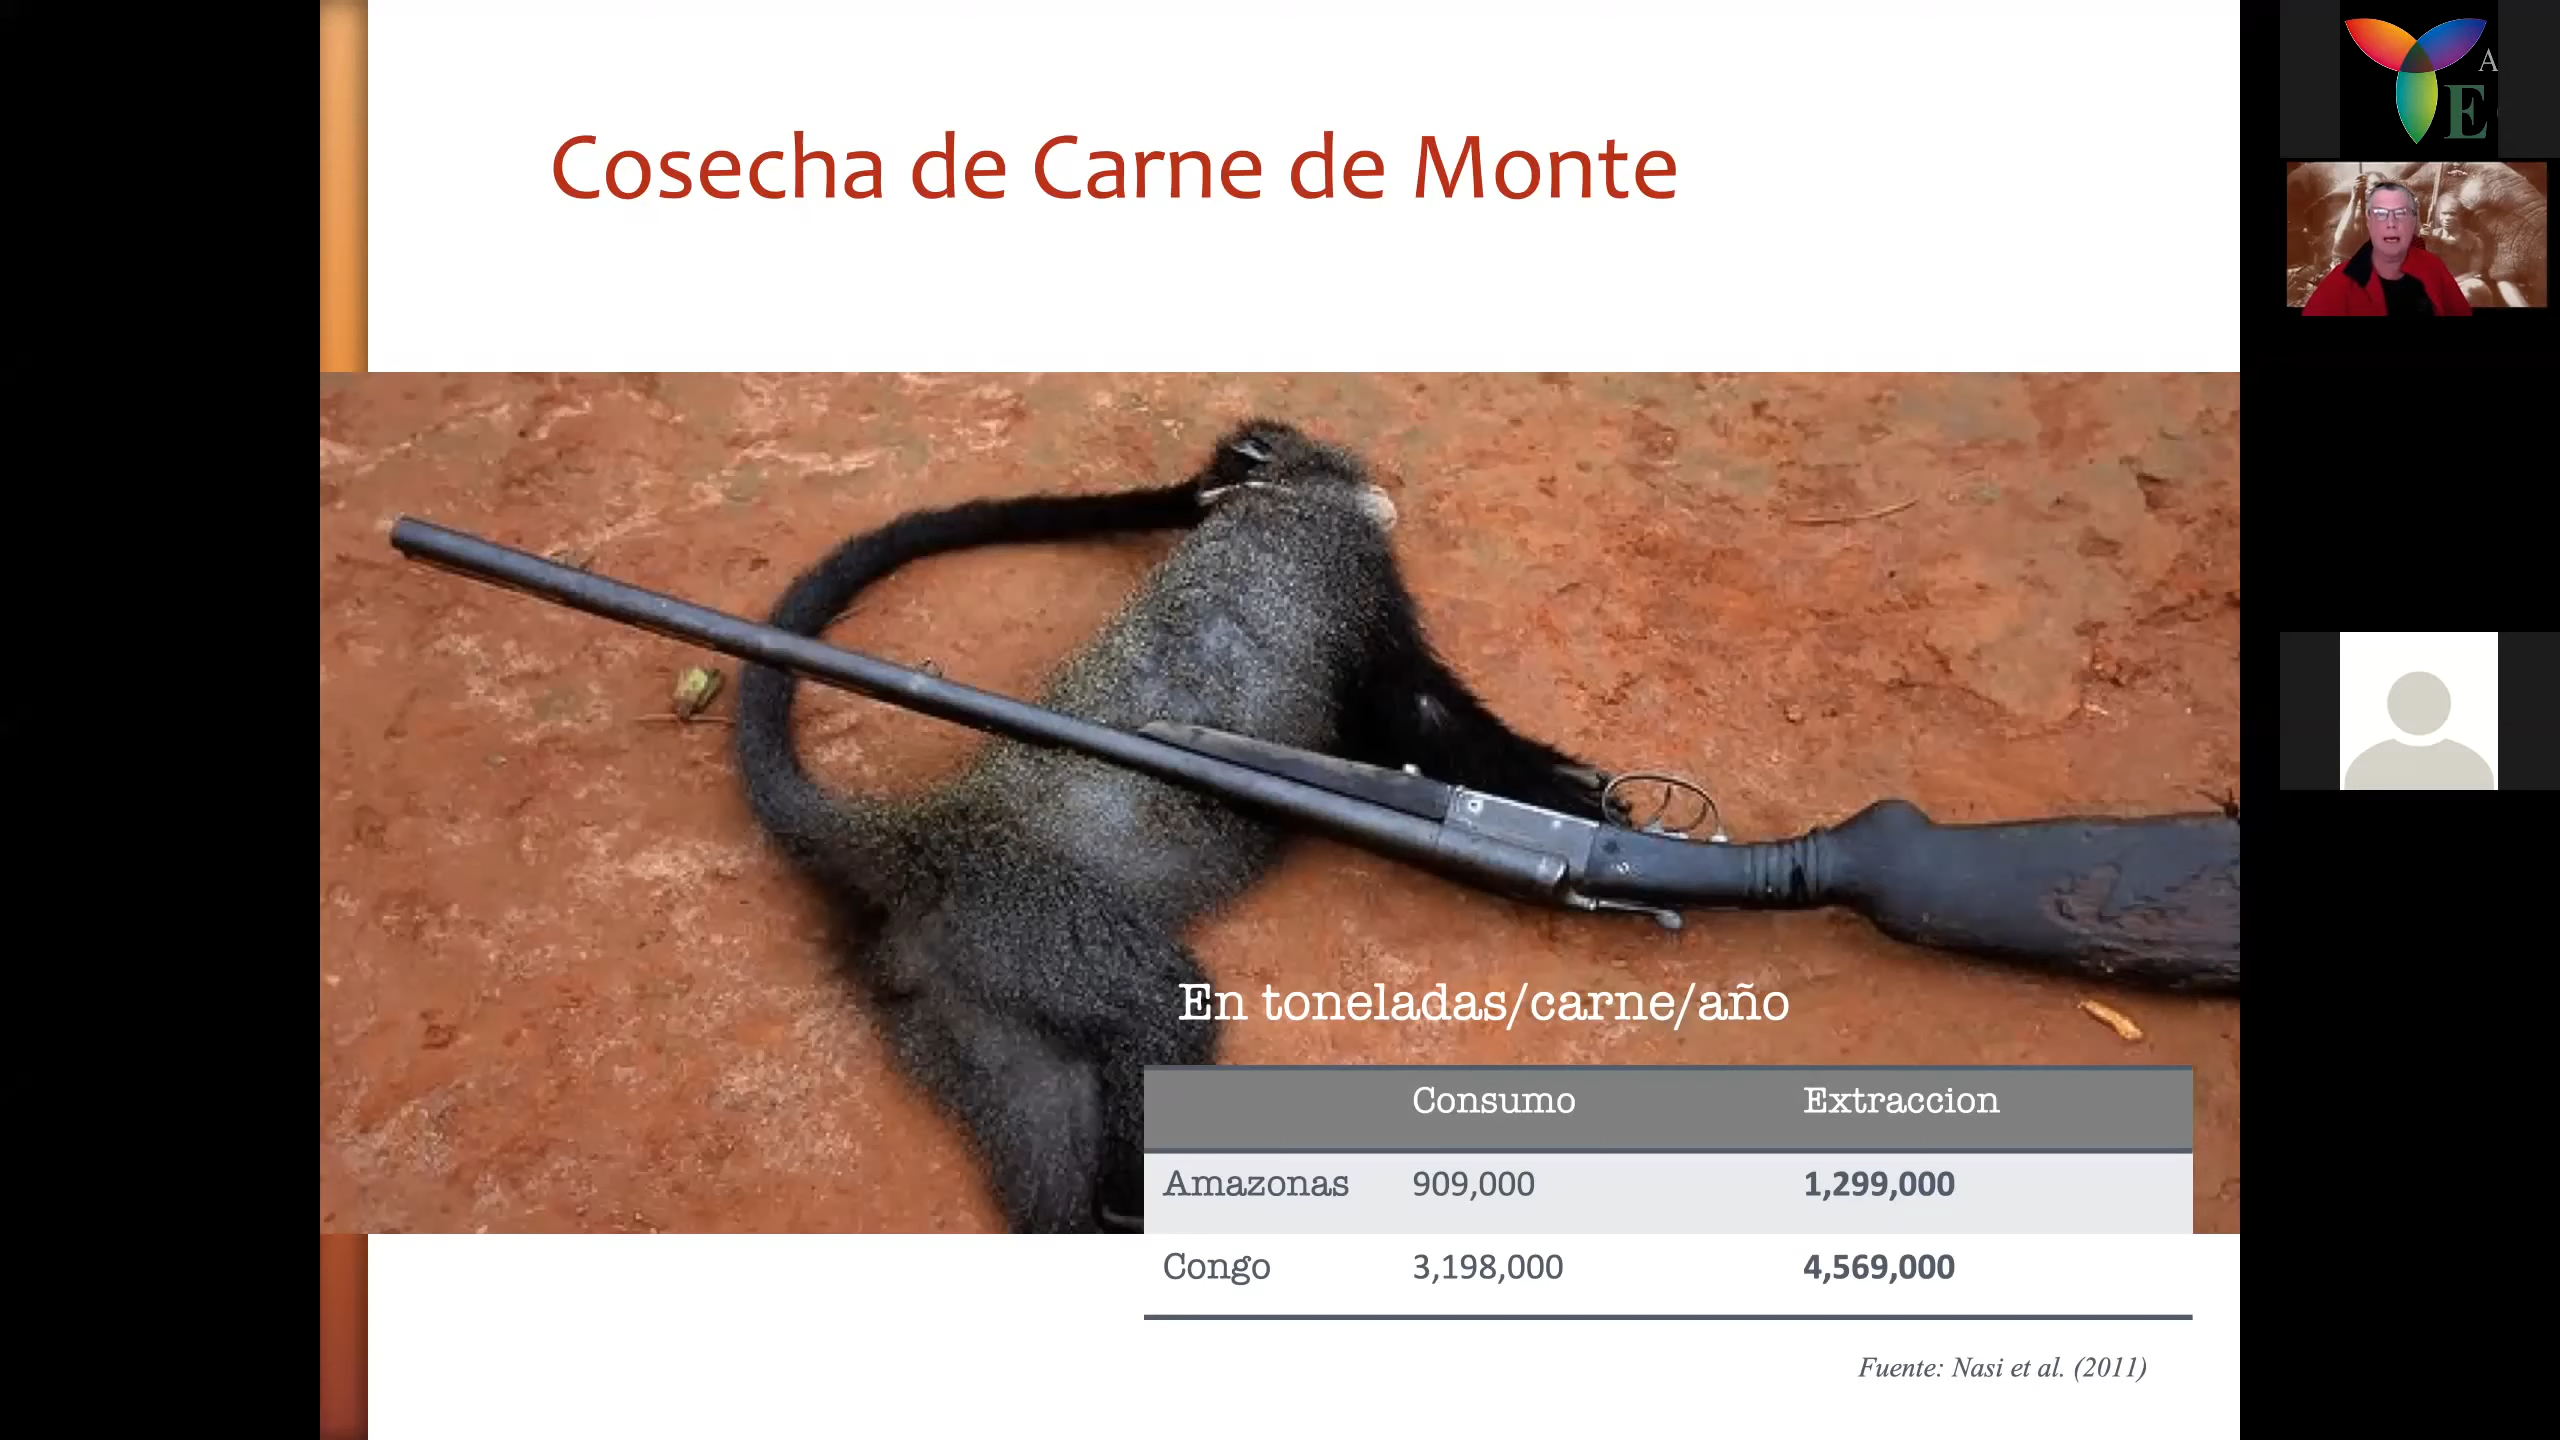 Cosecha de Carne de Monte
A
E
En toneladas/carne/año
Consumo Extraccion
Amazonas 909,000 1,299,000
Congo 3,198,000 4,569,000
Fuente: Nasi et al. (2011)